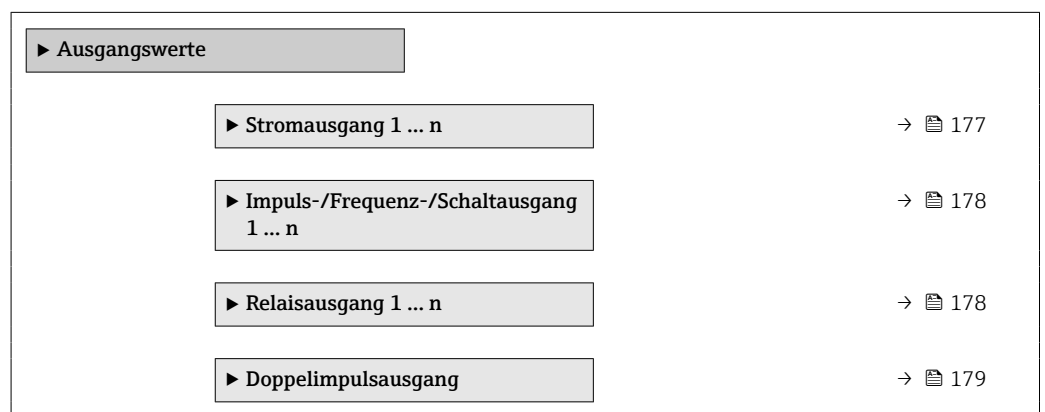 ▶ Ausgangswerte
▶ Stromausgang 1 … n → 177
▶ Impuls-/Frequenz-/Schaltausgang → 178
1 … n
▶ Relaisausgang 1 … n → 178
▶ Doppelimpulsausgang → 179